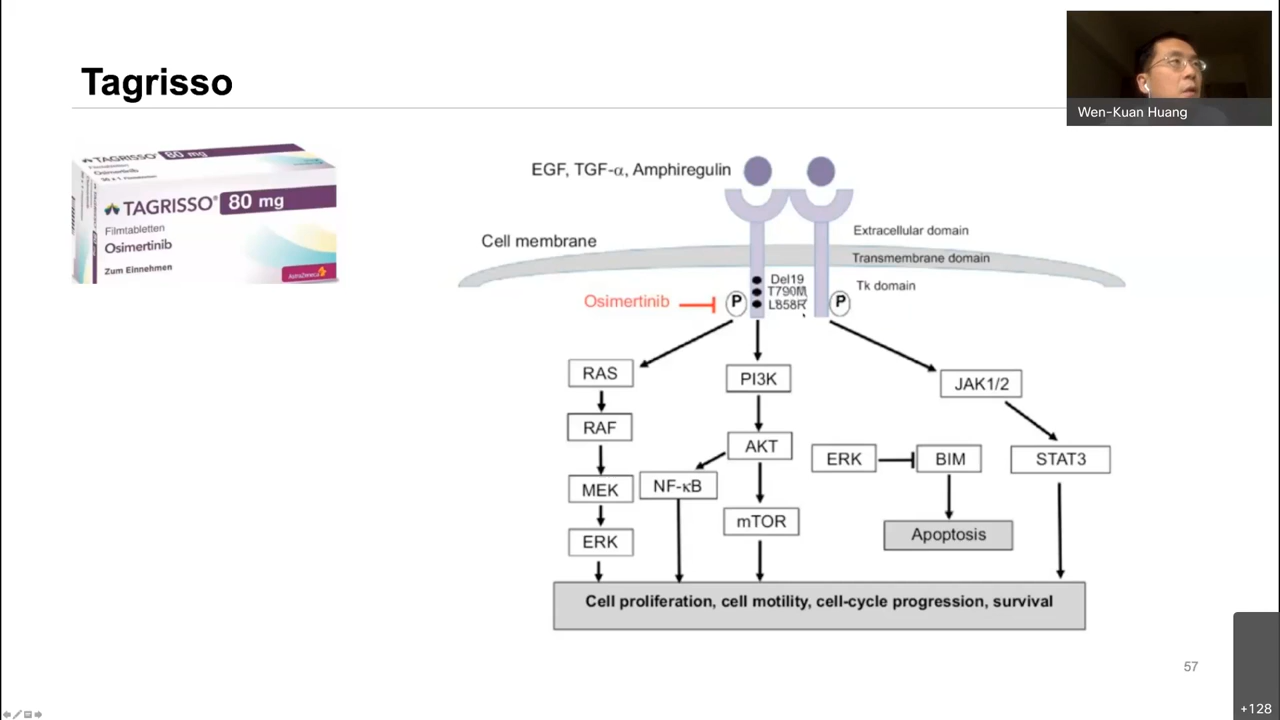 Tagrisso
Wen-Kuan Huang
TAGRISSO 80 mg
Osimertinib
TAGRISSO® 80 mg
Filmtabletten
Osimertinib
Zum Einnehmen
AstraZeneca
EGF, TGF-α, Amphiregulin
Cell membrane
Extracellular domain
Transmembrane domain
Tk domain
Del19
T790M
L858R
Osimertinib
P
P
RAS
PI3K
JAK1/2
RAF
AKT
ERK
BIM
STAT3
MEK
NF-κB
mTOR
Apoptosis
ERK
Cell proliferation, cell motility, cell-cycle progression, survival
57
+128